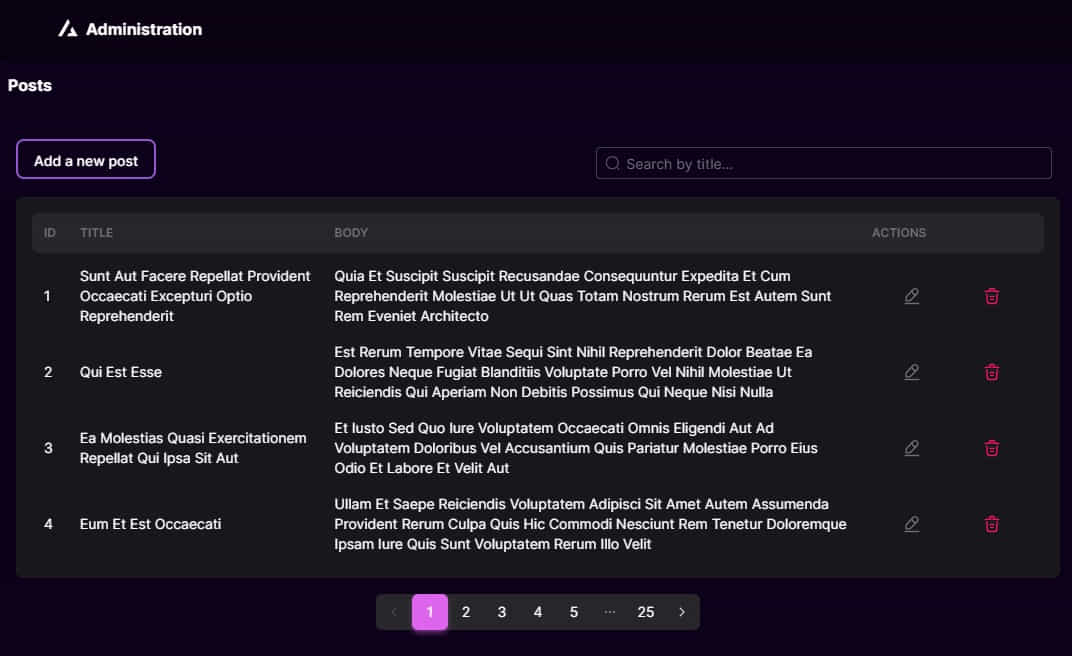 Administration
Posts
Add a new post
Search by title...
ID TITLE BODY ACTIONS
Sunt Aut Facere Repellat Provident
Occaecati Excepturi Optio
Reprehenderit
1
Quia Et Suscipit Suscipit Recusandae Consequuntur Expedita Et Cum
Reprehenderit Molestiae Ut Ut Quas Totam Nostrum Rerum Est Autem Sunt
Rem Eveniet Architecto
2
Qui Est Esse
Est Rerum Tempore Vitae Sequi Sint Nihil Reprehenderit Dolor Beatae Ea
Dolores Neque Fugiat Blanditiis Voluptate Porro Vel Nihil Molestiae Ut
Reiciendis Qui Aperiam Non Debitis Possimus Qui Neque Nisi Nulla
3
Ea Molestias Quasi Exercitationem
Repellat Qui Ipsa Sit Aut
Et Iusto Sed Quo Iure Voluptatem Occaecati Omnis Eligendi Aut Ad
Voluptatem Doloribus Vel Accusantium Quis Pariatur Molestiae Porro Eius
Odio Et Labore Et Velit Aut
4
Eum Et Est Occaecati
Ullam Et Saepe Reiciendis Voluptatem Adipisci Sit Amet Autem Assumenda
Provident Rerum Culpa Quis Hic Commodi Nesciunt Rem Tenetur Doloremque
Ipsam Iure Quis Sunt Voluptatem Rerum Illo Velit
1 2 3 4 5 ... 25